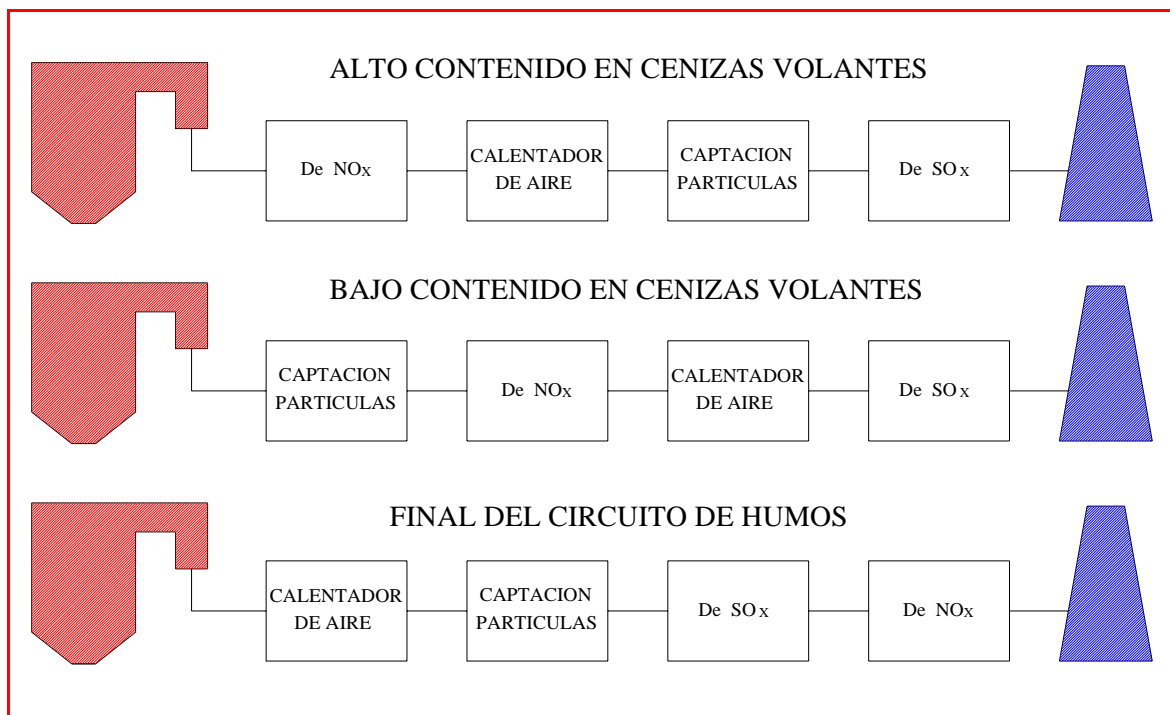 ALTO CONTENIDO EN CENIZAS VOLANTES
De NOx
CALENTADOR
DE AIRE
CAPTACION
PARTICULAS
De SOx
BAJO CONTENIDO EN CENIZAS VOLANTES
CAPTACION
PARTICULAS
De NOx
CALENTADOR
DE AIRE
De SOx
FINAL DEL CIRCUITO DE HUMOS
CALENTADOR
DE AIRE
CAPTACION
PARTICULAS
De SOx
De NOx